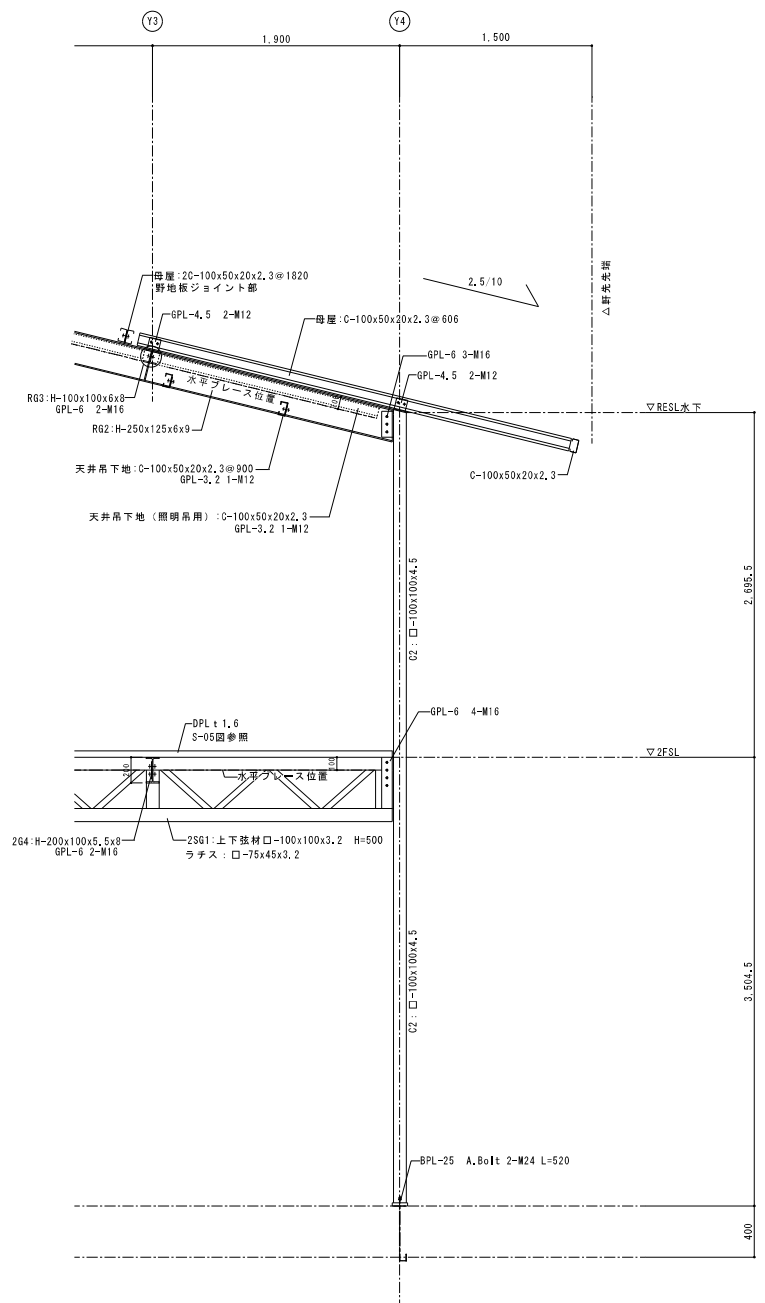 Y3
Y4
1,900
1,500
母屋:2C-100x50x20x2.3@1820
野地板ジョイント部
GPL-4.5 2-M12
2.5/10
△軒先先端
母屋:C-100x50x20x2.3@606
GPL-6 3-M16
GPL-4.5 2-M12
水平ブレース位置
RG3:H-100x100x6x8
GPL-6 2-M16
RG2:H-250x125x6x9
▽RESL水下
天井吊下地:C-100x50x20x2.3@900
GPL-3.2 1-M12
C-100x50x20x2.3
天井吊下地(照明吊用):C-100x50x20x2.3
GPL-3.2 1-M12
C2:口-100x100x4.5
2,695.5
GPL-6 4-M16
DPLt1.6
S-05図参照
▽2FSL
200
100
水平ブレース位置
2G4:H-200x100x5.5x8
GPL-6 2-M16
2SG1:上下弦材口-100x100x3.2 H=500
ラチス:口-75x45x3.2
C2:口-100x100x4.5
3,504.5
BPL-25 A.Bolt 2-M24 L=520
400